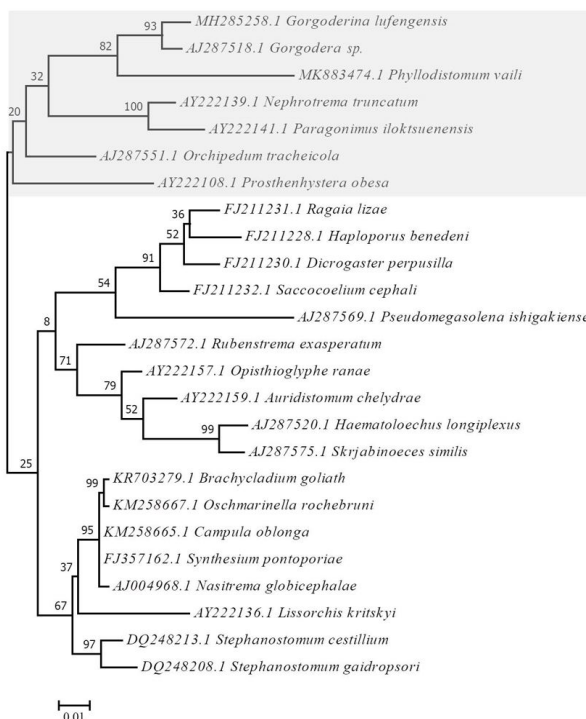 93 MH285258.1 Gorgoderina lufengensis
82 AJ287518.1 Gorgodera sp.
32 MK883474.1 Phyllodistomum vaili
100 AY222139.1 Nephrotrema truncatum
20 AY222141.1 Paragonimus iloktsuenensis
AJ287551.1 Orchipedum tracheicola
AY222108.1 Prosthenhystera obesa
36 FJ211231.1 Ragaia lizae
52 FJ211228.1 Haploporus benedeni
91 FJ211230.1 Dicrogaster perpusilla
54 FJ211232.1 Saccocoelium cephali
8 AJ287569.1 Pseudomegasolena ishigakiense
71 AJ287572.1 Rubenstrema exasperatum
79 AY222157.1 Opisthioglyphe ranae
52 AY222159.1 Auridistomum chelydrae
99 AJ287520.1 Haematoloechus longiplexus
25 AJ287575.1 Skrjabinoeces similis
99 KR703279.1 Brachycladium goliath
KM258667.1 Oschmarinella rochebruni
95 KM258665.1 Campula oblonga
FJ357162.1 Synthesium pontoporiae
37 AJ004968.1 Nasitrema globicephalae
67 AY222136.1 Lissorchis kritskyi
97 DQ248213.1 Stephanostomum cestillium
DQ248208.1 Stephanostomum gaidropsori
0.01